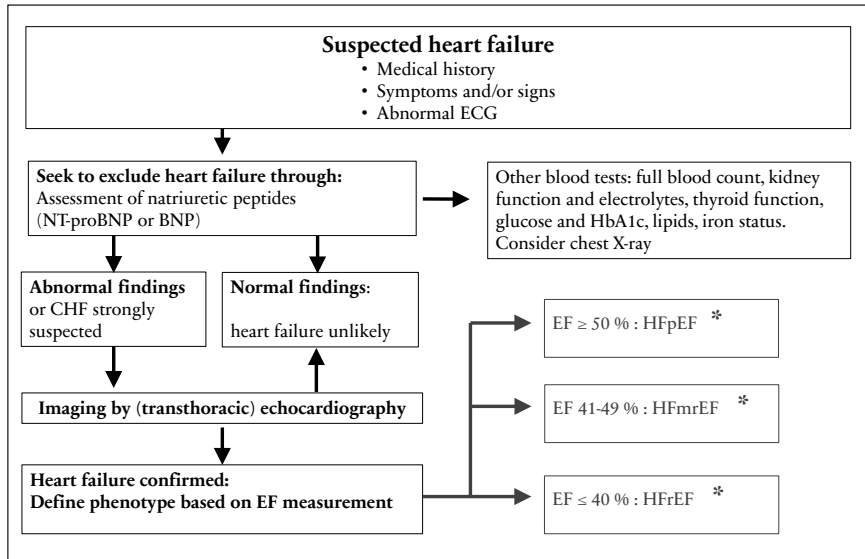 Suspected heart failure
• Medical history
• Symptoms and/or signs
• Abnormal ECG
Seek to exclude heart failure through:
Assessment of natriuretic peptides
(NT-proBNP or BNP)
Other blood tests: full blood count, kidney
function and electrolytes, thyroid function,
glucose and HbA1c, lipids, iron status.
Consider chest X-ray
Abnormal findings
or CHF strongly
suspected
Normal findings:
heart failure unlikely
EF ≥ 50 % : HFpEF *
Imaging by (transthoracic) echocardiography
EF 41-49 % : HFmrEF *
Heart failure confirmed:
Define phenotype based on EF measurement
EF ≤ 40 % : HFrEF *